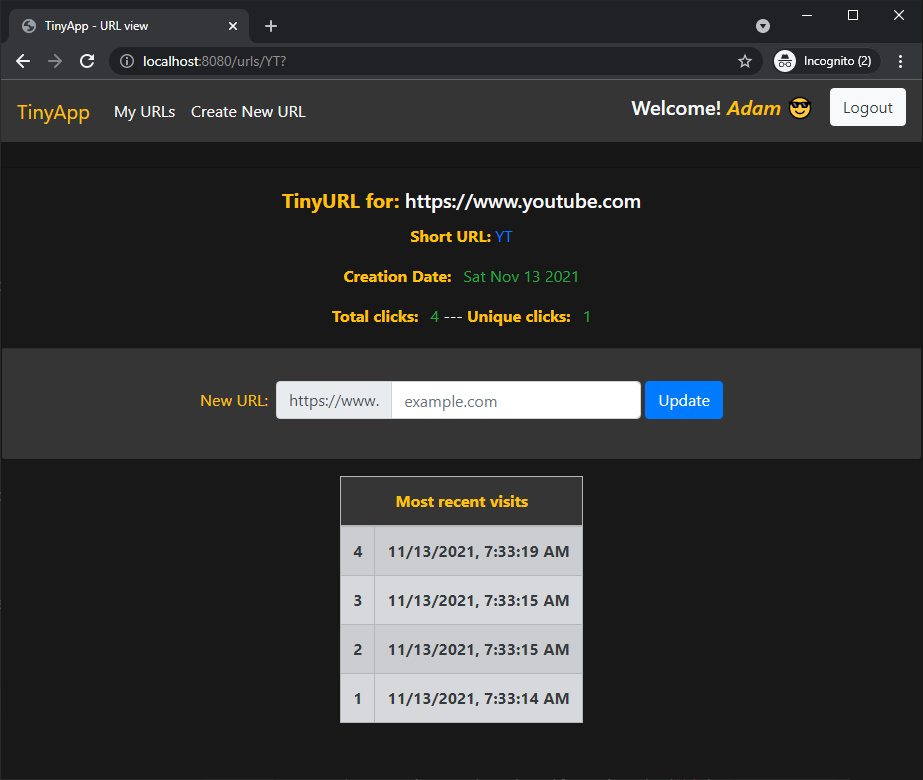 TinyApp - URL view
localhost:8080/urls/YT?
Incognito (2)
TinyApp My URLs Create New URL Welcome! Adam 😎 Logout
TinyURL for: https://www.youtube.com
Short URL: YT
Creation Date: Sat Nov 13 2021
Total clicks: 4 --- Unique clicks: 1
New URL: https://www. example.com Update
Most recent visits
4 11/13/2021, 7:33:19 AM
3 11/13/2021, 7:33:15 AM
2 11/13/2021, 7:33:15 AM
1 11/13/2021, 7:33:14 AM